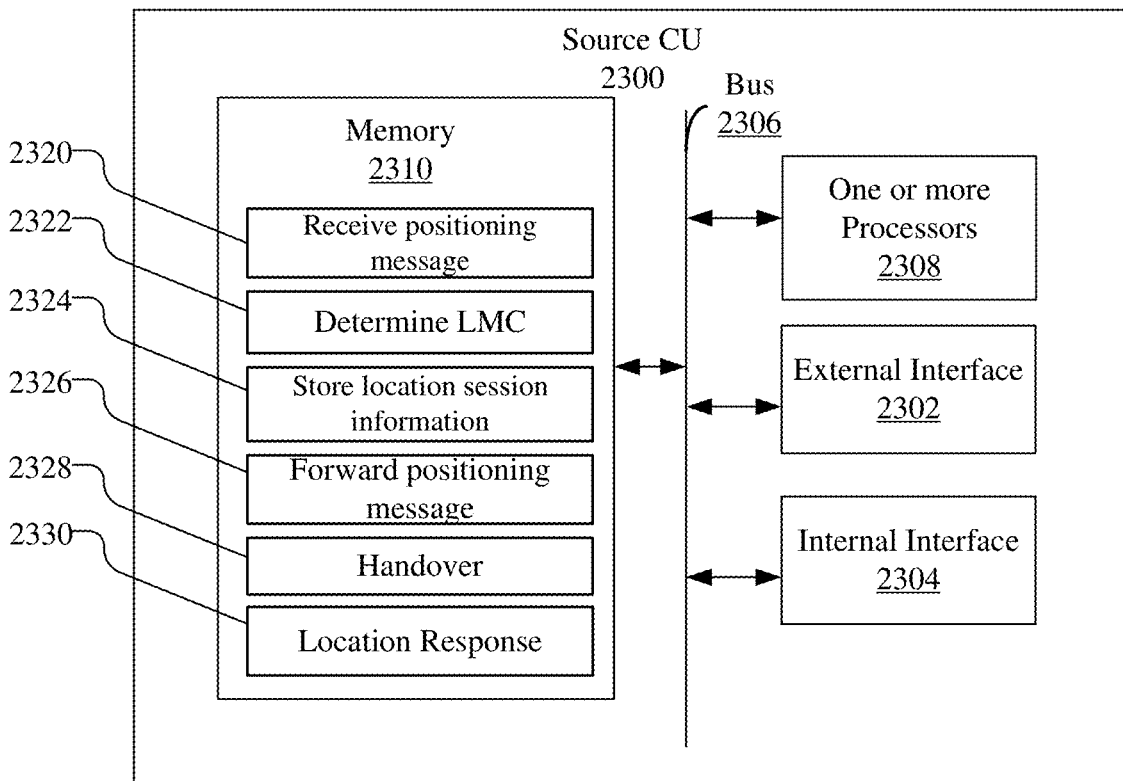 Source CU
2300
Bus
2306
Memory
2310
2320
Receive positioning
message
2322
Determine LMC
2324
Store location session
information
2326
Forward positioning
message
2328
Handover
2330
Location Response
One or more
Processors
2308
External Interface
2302
Internal Interface
2304